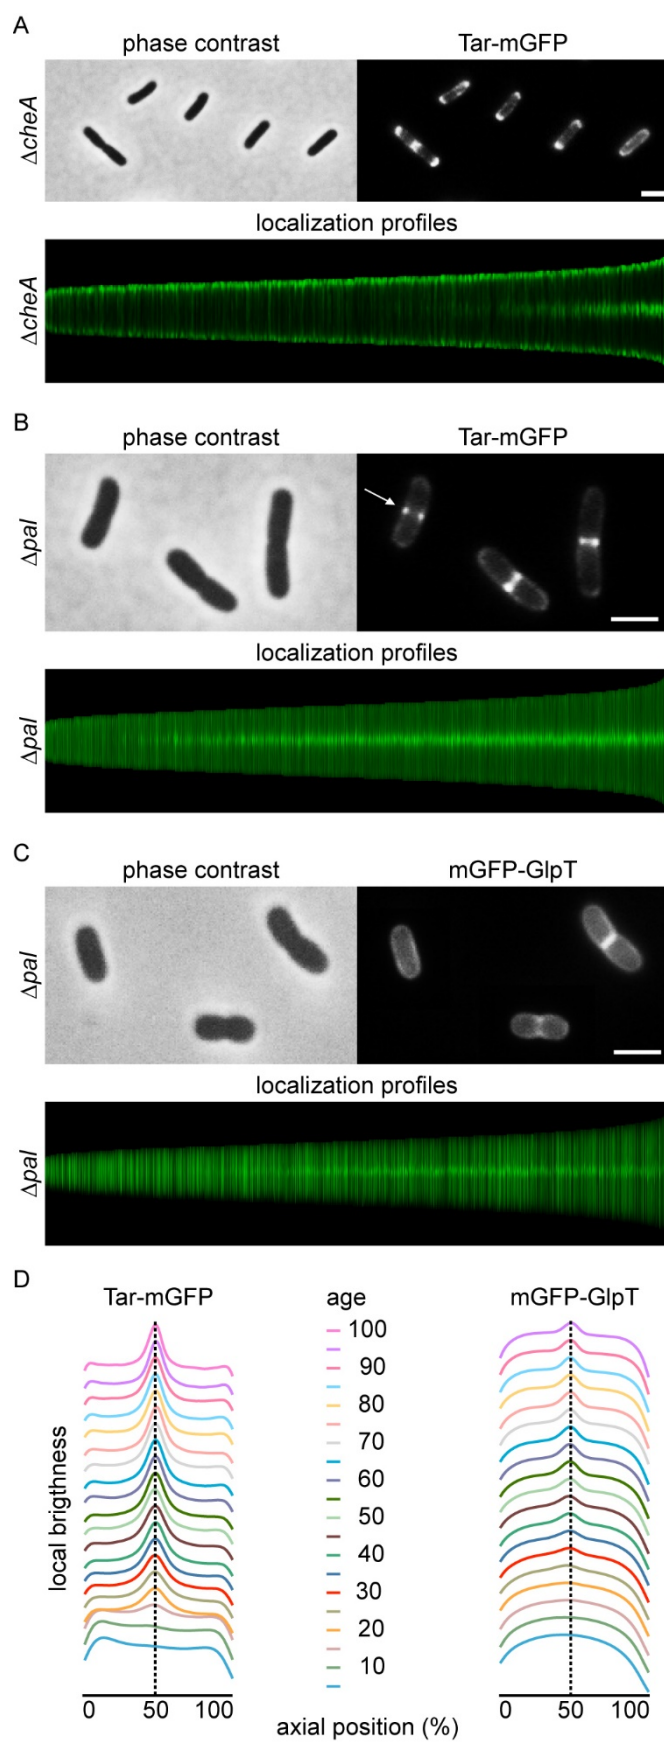 A
phase contrast Tar-mGFP
ΔcheA
localization profiles
ΔcheA
B
phase contrast Tar-mGFP
Δpal
localization profiles
Δpal
C
phase contrast mGFP-GlpT
Δpal
localization profiles
Δpal
D
Tar-mGFP age mGFP-GlpT
100
90
80
70
60
50
40
30
20
10
local brigthness
0 50 100 0 50 100
axial position (%)